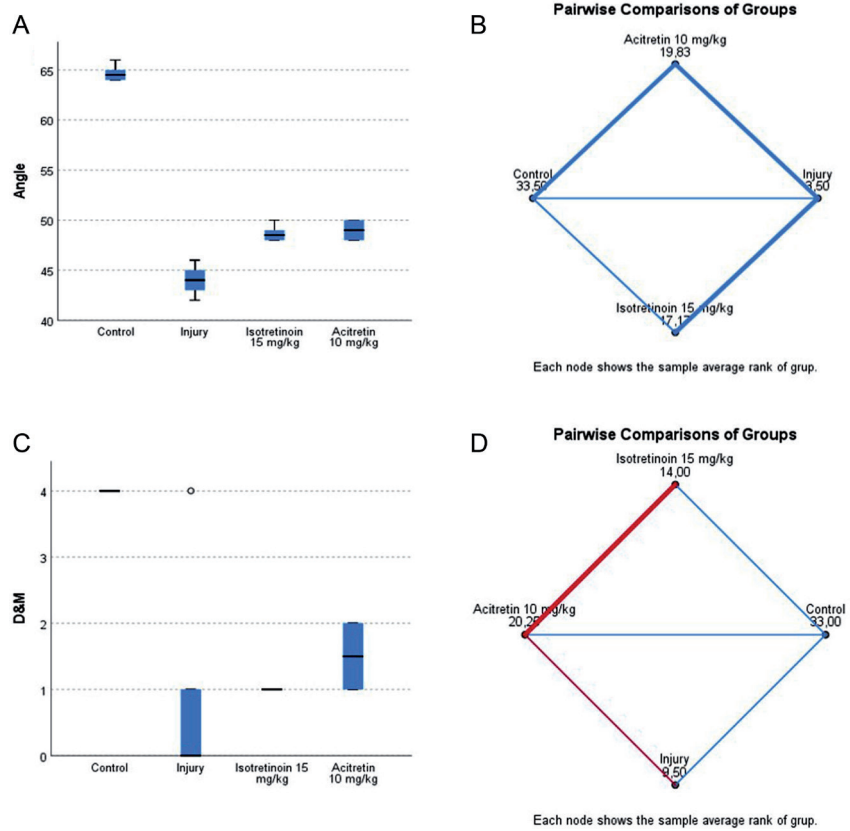 A
Angle
65
60
55
50
45
40
Control
Injury
Isotretinoin
15 mg/kg
Acitretin
10 mg/kg
B
Pairwise Comparisons of Groups
Acitretin 10 mg/kg
19,83
Control
33,50
Injury
3,50
Isotretinoin 15 mg/kg
17,17
Each node shows the sample average rank of grup.
C
D&M
4
3
2
1
0
Control
Injury
Isotretinoin 15
mg/kg
Acitretin
10 mg/kg
D
Pairwise Comparisons of Groups
Isotretinoin 15 mg/kg
14,00
Acitretin 10 mg/kg
20,25
Control
33,00
Injury
9,50
Each node shows the sample average rank of grup.